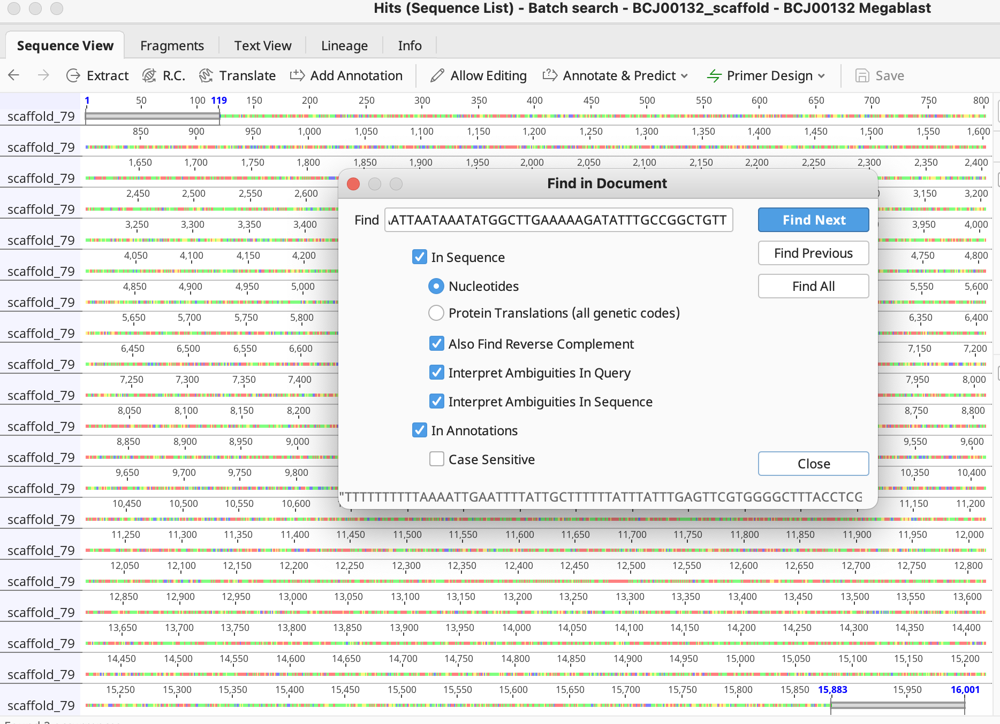 Hits (Sequence List) - Batch search - BCJ00132_scaffold - BCJ00132 Megablast
Sequence View Fragments Text View Lineage Info
Extract R.C. Translate Add Annotation Allow Editing Annotate & Predict Primer Design Save
1 50 100 119 150 200 250 300 350 400 450 500 550 600 650 700 750 800
scaffold_79
850 900 950 1,000 1,050 1,100 1,150 1,200 1,250 1,300 1,350 1,400 1,450 1,500 1,550 1,600
scaffold_79
1,650 1,700 1,750 1,800 1,850 1,900 1,950 2,000 2,050 2,100 2,150 2,200 2,250 2,300 2,350 2,400
scaffold_79
2,450 2,500 2,550 2,600 3,150 3,200
scaffold_79
3,250 3,300 3,350 3,400 3,950 4,000
scaffold_79
4,050 4,100 4,150 4,200 4,750 4,800
scaffold_79
4,850 4,900 4,950 5,000 5,550 5,600
scaffold_79
5,650 5,700 5,750 5,800 6,350 6,400
scaffold_79
6,450 6,500 6,550 6,600 7,150 7,200
scaffold_79
7,250 7,300 7,350 7,400 7,950 8,000
scaffold_79
8,050 8,100 8,150 8,200 8,750 8,800
scaffold_79
8,850 8,900 8,950 9,000 9,550 9,600
scaffold_79
9,650 9,700 9,750 9,800 10,350 10,400
scaffold_79
10,450 10,500 10,550 10,600 11,150 11,200
scaffold_79
11,250 11,300 11,350 11,400 11,450 11,500 11,550 11,600 11,650 11,700 11,750 11,800 11,850 11,900 11,950 12,000
scaffold_79
12,050 12,100 12,150 12,200 12,250 12,300 12,350 12,400 12,450 12,500 12,550 12,600 12,650 12,700 12,750 12,800
scaffold_79
12,850 12,900 12,950 13,000 13,050 13,100 13,150 13,200 13,250 13,300 13,350 13,400 13,450 13,500 13,550 13,600
scaffold_79
13,650 13,700 13,750 13,800 13,850 13,900 13,950 14,000 14,050 14,100 14,150 14,200 14,250 14,300 14,350 14,400
scaffold_79
14,450 14,500 14,550 14,600 14,650 14,700 14,750 14,800 14,850 14,900 14,950 15,000 15,050 15,100 15,150 15,200
scaffold_79
15,250 15,300 15,350 15,400 15,450 15,500 15,550 15,600 15,650 15,700 15,750 15,800 15,850 15,883 15,950 16,001
scaffold_79
Find in Document
Find ATTAATAAATATGGCTTGAAAAAGATATTTGCCGGCTGTT Find Next
In Sequence Find Previous
Nucleotides Find All
Protein Translations (all genetic codes)
Also Find Reverse Complement
Interpret Ambiguities In Query
Interpret Ambiguities In Sequence
In Annotations
Case Sensitive Close
"TTTTTTTTTTTAAAATTGAATTTTATTGCTTTTTTATTTATTTGAGTTCGTGGGGCTTTACCTCG